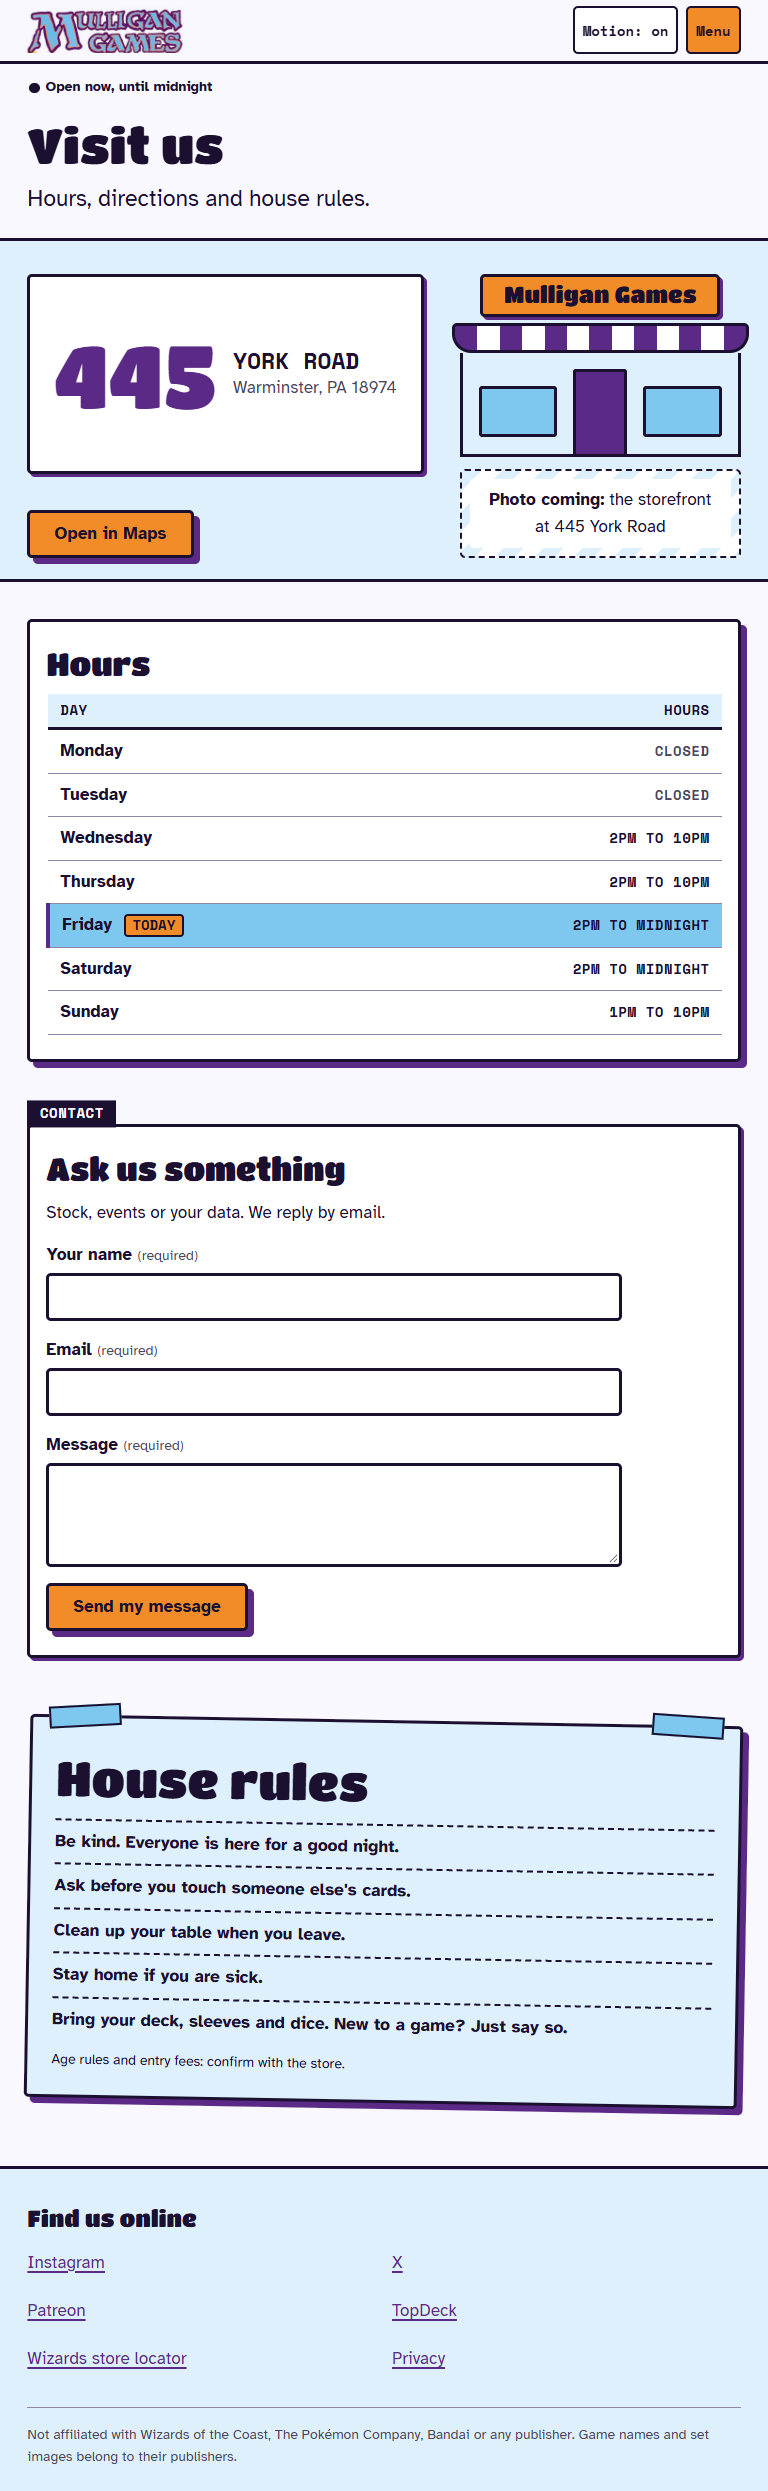 MULLIGAN
GAMES
Motion: on
Menu
Open now, until midnight
Visit us
Hours, directions and house rules.
445
YORK ROAD
Warminster, PA 18974
Open in Maps
Mulligan Games
Photo coming: the storefront
at 445 York Road
Hours
DAY HOURS
Monday CLOSED
Tuesday CLOSED
Wednesday 2PM TO 10PM
Thursday 2PM TO 10PM
Friday TODAY 2PM TO MIDNIGHT
Saturday 2PM TO MIDNIGHT
Sunday 1PM TO 10PM
CONTACT
Ask us something
Stock, events or your data. We reply by email.
Your name (required)
Email (required)
Message (required)
Send my message
House rules
Be kind. Everyone is here for a good night.
Ask before you touch someone else's cards.
Clean up your table when you leave.
Stay home if you are sick.
Bring your deck, sleeves and dice. New to a game? Just say so.
Age rules and entry fees: confirm with the store.
Find us online
Instagram X
Patreon TopDeck
Wizards store locator Privacy
Not affiliated with Wizards of the Coast, The Pokémon Company, Bandai or any publisher. Game names and set
images belong to their publishers.